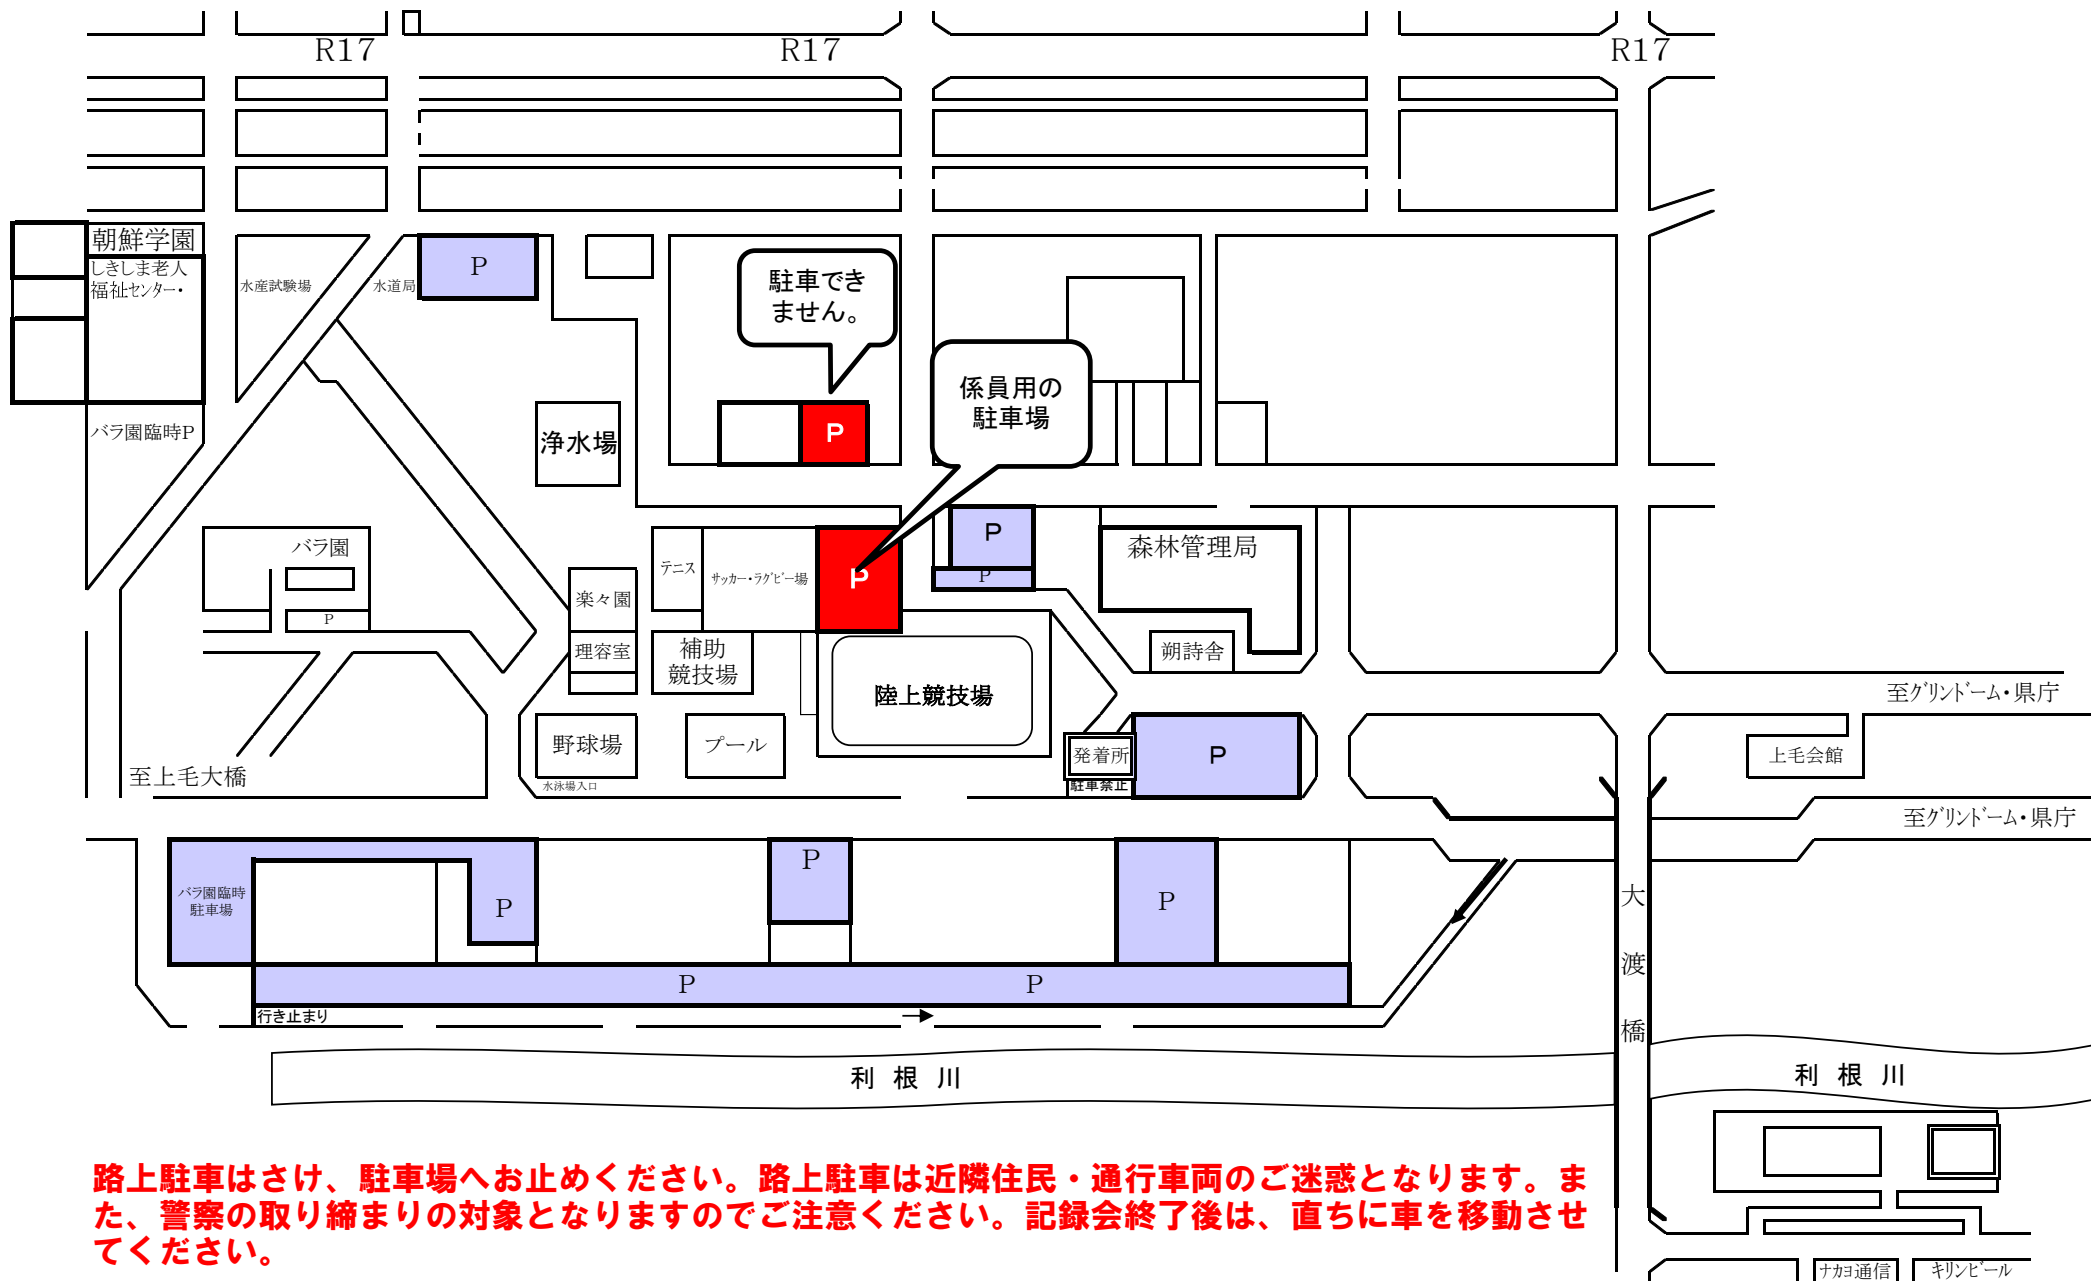 R17
R17
R17
朝鮮学園
しきしま老人
福祉センター・
水産試験場
水道局
P
駐車でき
ません。
係員用の
駐車場
バラ園臨時P
浄水場
P
P
P
バラ園
P
楽々園
理容室
テニス
サッカー・ラグビー場
P
森林管理局
補助
競技場
陸上競技場
朔詩舎
至グリンドーム・県庁
野球場
プール
水泳場入口
発着所
駐車禁止
P
上毛会館
至上毛大橋
至グリンドーム・県庁
バラ園臨時
駐車場
P
P
P
P
P
行き止まり
大
渡
橋
利 根 川
利 根 川
路上駐車はさけ、駐車場へお止めください。路上駐車は近隣住民・通行車両のご迷惑となります。ま
た、警察の取り締まりの対象となりますのでご注意ください。記録会終了後は、直ちに車を移動させ
てください。
ナカヨ通信
キリンビール